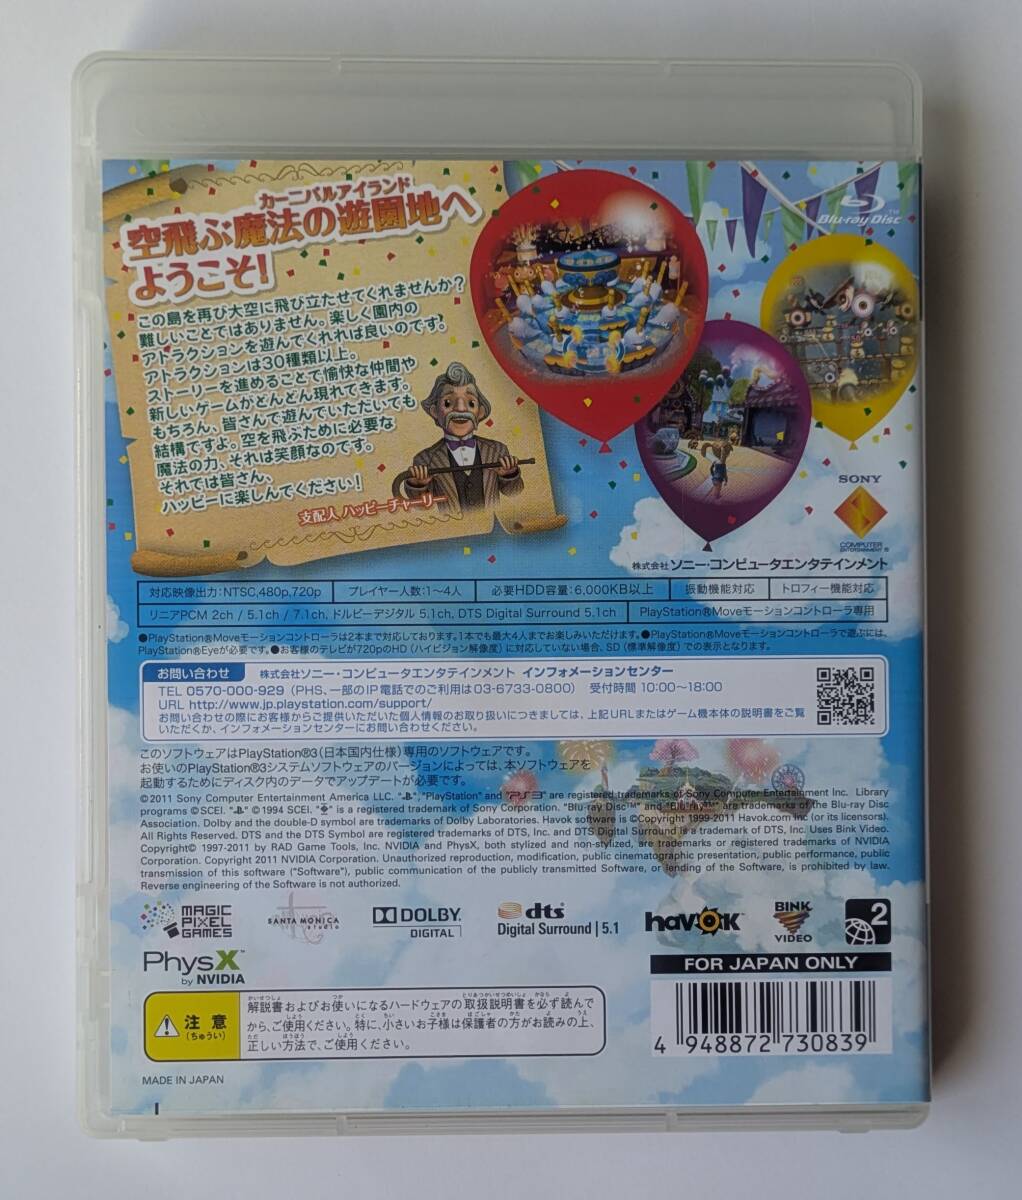 カーニバルアイランド
空飛ぶ魔法の遊園地へ
ようこそ!
この島を再び大空に飛び立たせてくれませんか?
難しいことではありません。楽しく園内の
アトラクションを遊んでくれれば良いのです。
アトラクションは30種類以上。
ストーリーを進めることで愉快な仲間や
新しいゲームがどんどん現れてきます。
もちろん、皆さんで遊んでいただいても
結構ですよ。空を飛ぶために必要な
魔法の力、それは笑顔なのです。
それでは皆さん、
ハッピーに楽しんでください!
支配人 ハッピーチャーリー
Blu-ray Disc
SONY
COMPUTER
ENTERTAINMENT
株式会社 ソニー・コンピュータエンタテインメント
対応映像出力:NTSC,480p,720p
プレイヤー人数:1〜4人
必要HDD容量:6,000KB以上
振動機能対応
トロフィー機能対応
リニアPCM 2ch / 5.1ch / 7.1ch, ドルビーデジタル 5.1ch, DTS Digital Surround 5.1ch
PlayStation®Moveモーションコントローラ専用
●PlayStation®Moveモーションコントローラは2本まで対応しております。1本でも最大4人までお楽しみいただけます。●PlayStation®Moveモーションコントローラで遊ぶには、
PlayStation®Eyeが必要です。●お客様のテレビが720pのHD(ハイビジョン解像度)に対応していない場合、SD(標準解像度)での表示となります。
お問い合わせ 株式会社ソニー・コンピュータエンタテインメント インフォメーションセンター
TEL 0570-000-929(PHS、一部のIP電話でのご利用は03-6733-0800) 受付時間 10:00〜18:00
URL http://www.jp.playstation.com/support/
お問い合わせの際にお客様からご提供いただいた個人情報のお取り扱いにつきましては、上記URLまたはゲーム機本体の説明書をご覧
いただくか、インフォメーションセンターにお問い合わせください。
このソフトウェアはPlayStation®3(日本国内仕様)専用のソフトウェアです。
お使いのPlayStation®3システムソフトウェアのバージョンによっては、本ソフトウェアを
起動するためにディスク内のデータでアップデートが必要です。
©2011 Sony Computer Entertainment America LLC. "PS", "PlayStation" and "PS3" are registered trademarks of Sony Computer Entertainment Inc. Library
programs ©SCEI. ©1994 SCEI. is a registered trademark of Sony Corporation. "Blu-ray Disc™" and "Blu-ray™" are trademarks of the Blu-ray Disc
Association. Dolby and the double-D symbol are trademarks of Dolby Laboratories. Havok software is ©Copyright 1999-2011 Havok.com Inc (or its licensors).
All Rights Reserved. DTS and the DTS Symbol are registered trademarks of DTS, Inc. and DTS Digital Surround is a trademark of DTS, Inc. Uses Bink Video.
Copyright© 1997-2011 by RAD Game Tools, Inc. NVIDIA and PhysX, both stylized and non-stylized, are trademarks or registered trademarks of NVIDIA
Corporation. Copyright 2011 NVIDIA Corporation. Unauthorized reproduction, modification, public cinematographic presentation, public performance, public
transmission of this software ("Software"), public communication of the publicly transmitted Software, or lending of the Software, is prohibited by law.
Reverse engineering of the Software is not authorized.
MAGIC
PIXEL
GAMES
SANTA MONICA
studio
DOLBY
DIGITAL
dts
Digital Surround | 5.1
havok
BINK
VIDEO
2
PhysX
by NVIDIA
FOR JAPAN ONLY
注意
(ちゅうい)
解説書およびお使いになるハードウェアの取扱説明書を必ず読んで
から、ご使用ください。特に、小さいお子様は保護者の方がお読みの上、
正しい方法で、ご使用ください。
4 948872 730839
MADE IN JAPAN